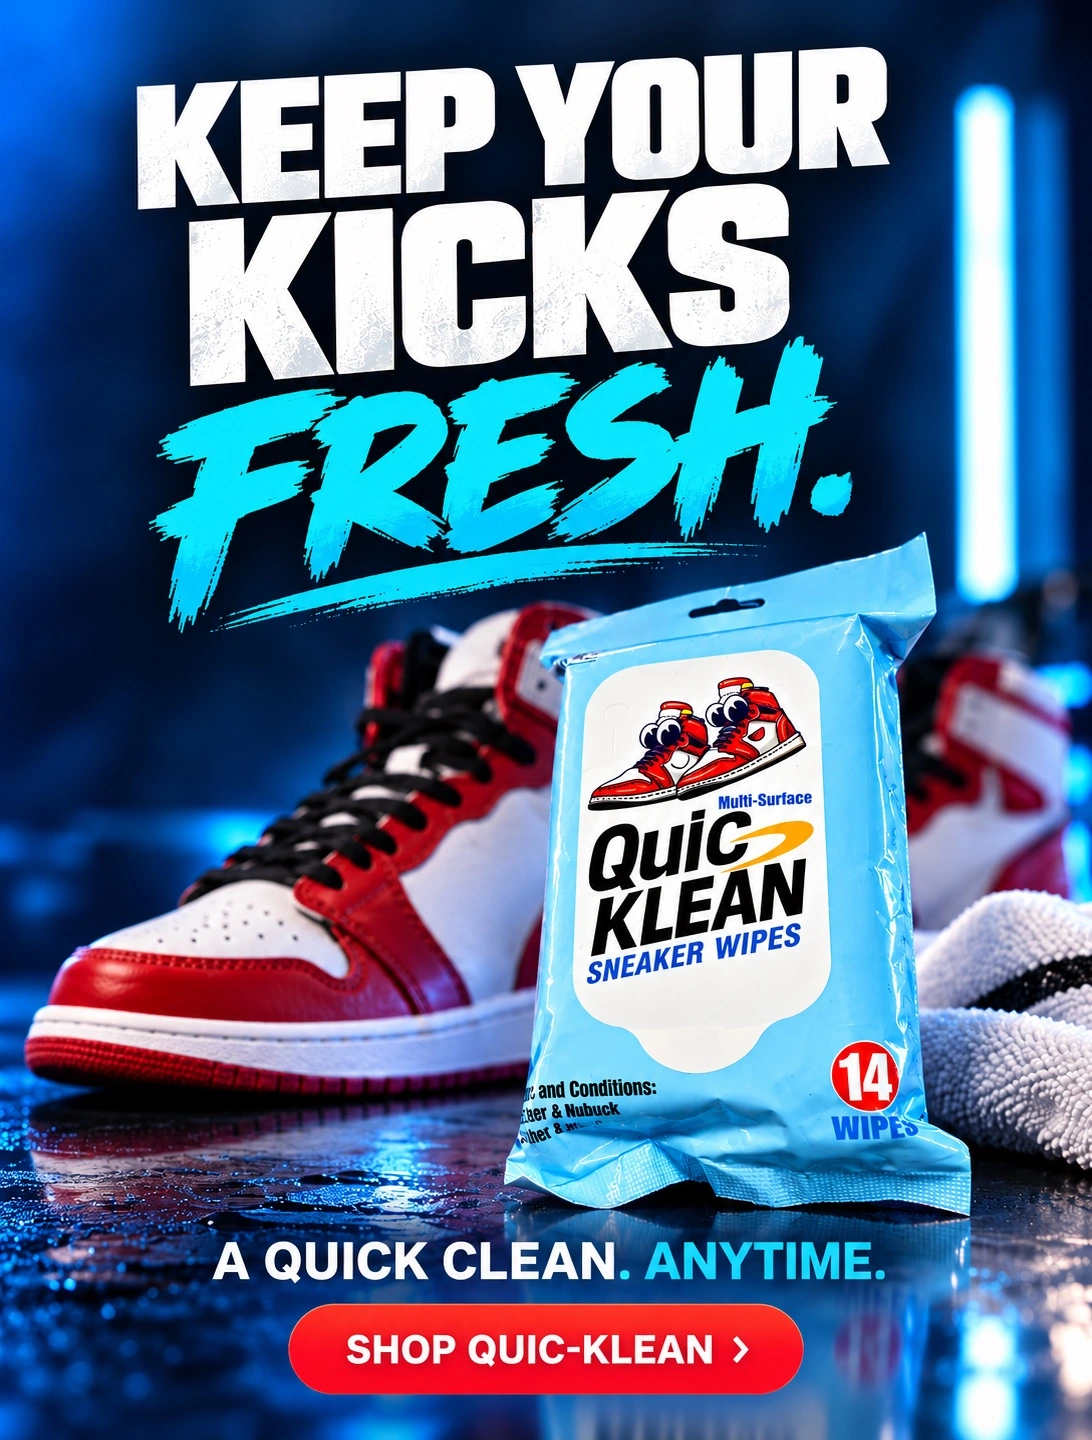 KEEP YOUR
KICKS
FRESH.
Multi-Surface
Quic
KLEAN
SNEAKER WIPES
and Conditions:
& Nubuck
&
14
WIPES
A QUICK CLEAN. ANYTIME.
SHOP QUIC-KLEAN >